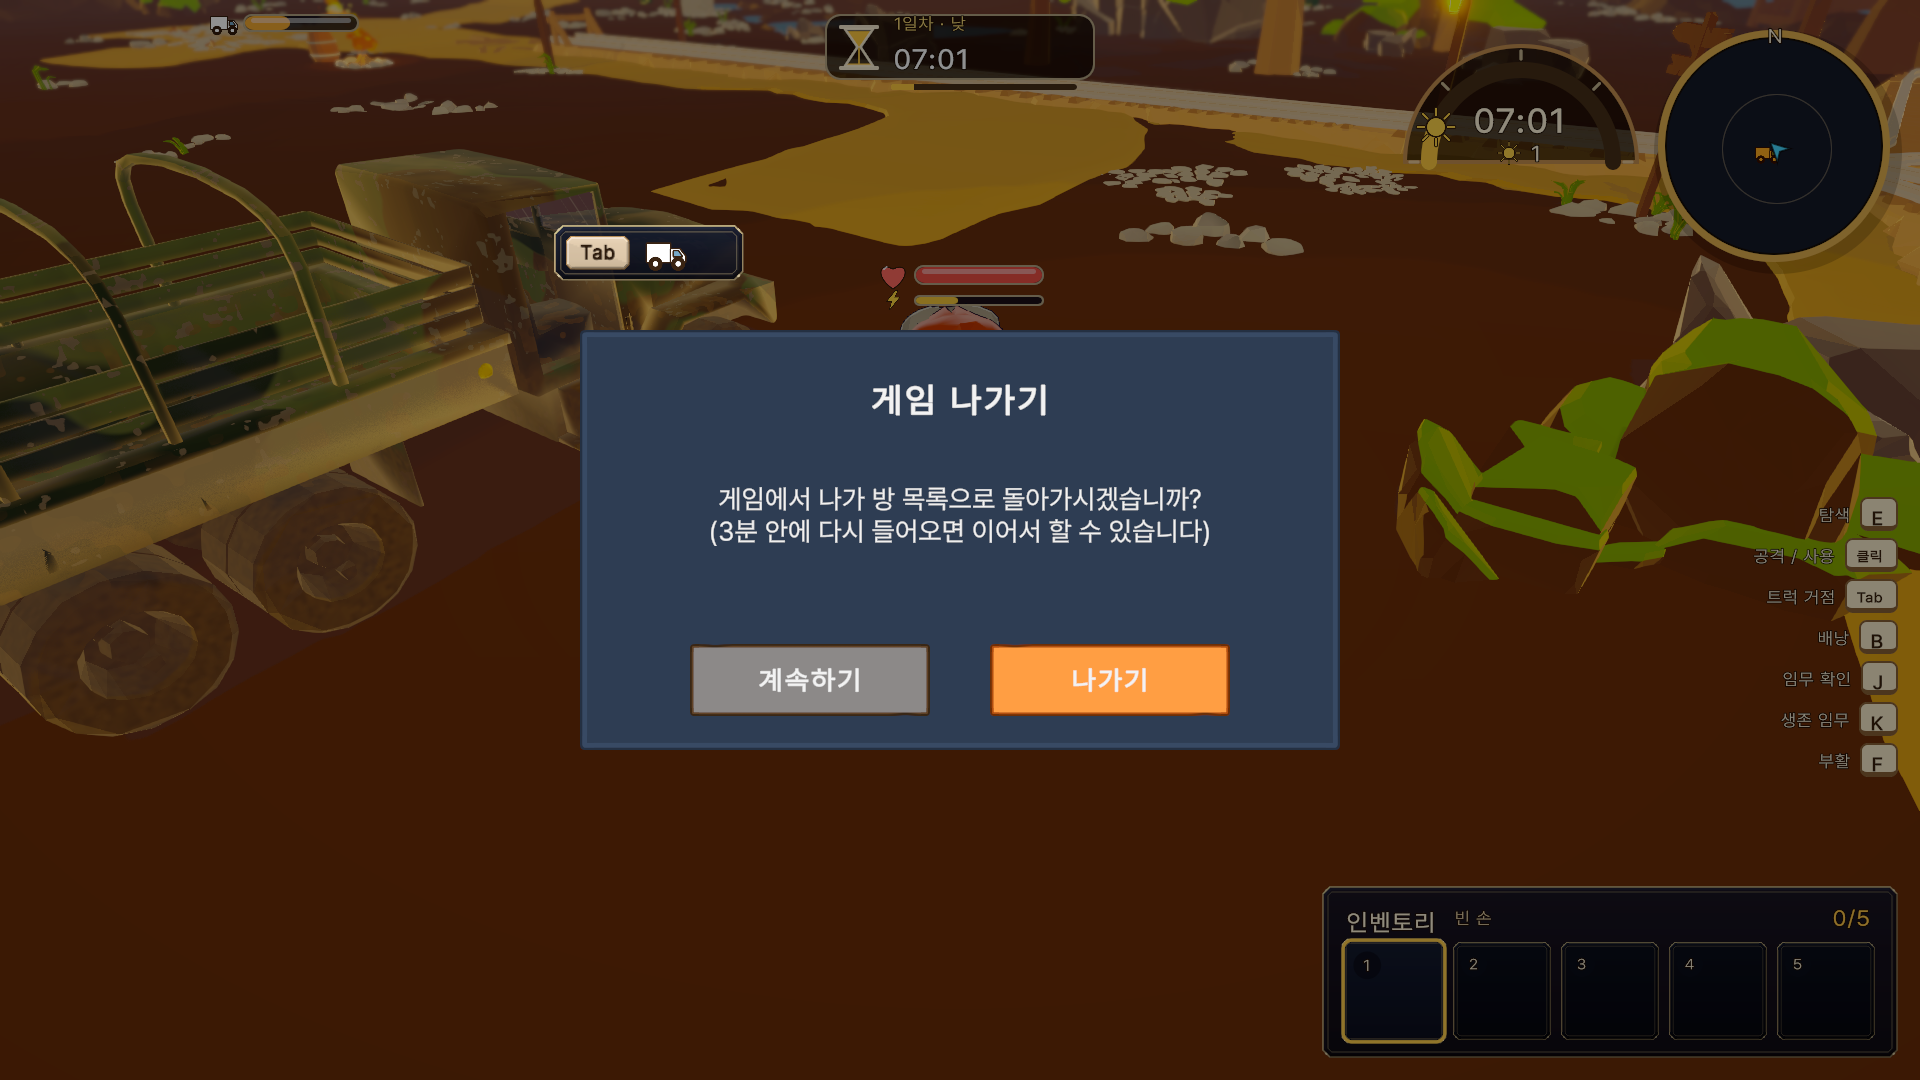 1일차 · 낮
07:01
N
07:01
1
Tab
게임 나가기
게임에서 나가 방 목록으로 돌아가시겠습니까?
(3분 안에 다시 들어오면 이어서 할 수 있습니다)
계속하기
나가기
탐색 E
공격 / 사용 클릭
트럭 거점 Tab
배낭 B
임무 확인 J
생존 임무 K
부활 F
인벤토리 빈 손 0/5
1 2 3 4 5